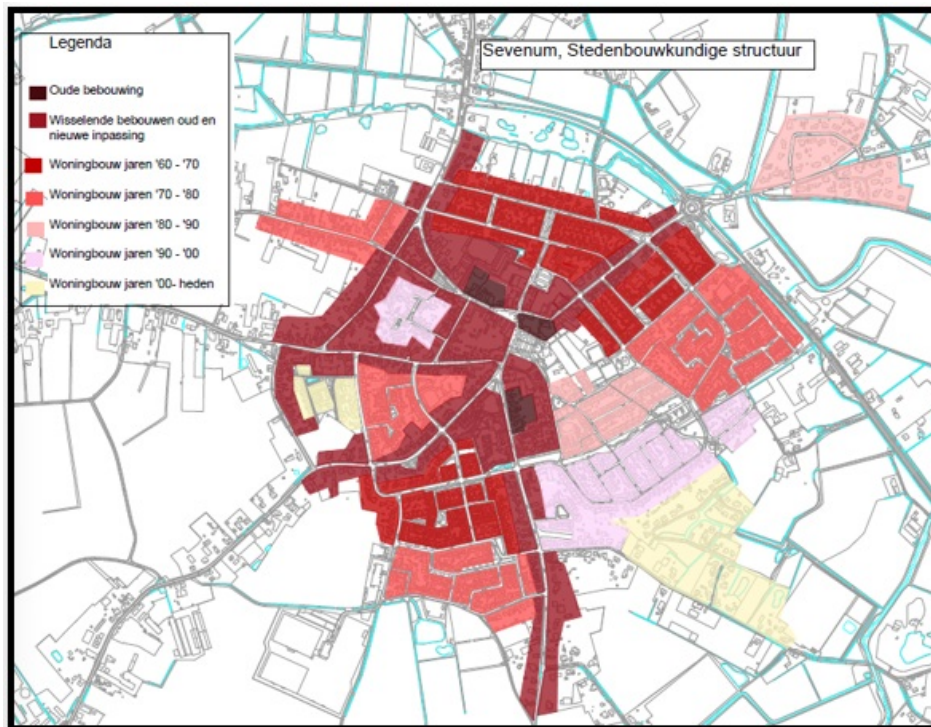 Legenda
Sevenum, Stedenbouwkundige structuur
Oude bebouwing
Wisselende bebouwen oud en
nieuwe inpassing
Woningbouw jaren '60 - '70
Woningbouw jaren '70 - '80
Woningbouw jaren '80 - '90
Woningbouw jaren '90 - '00
Woningbouw jaren '00- heden